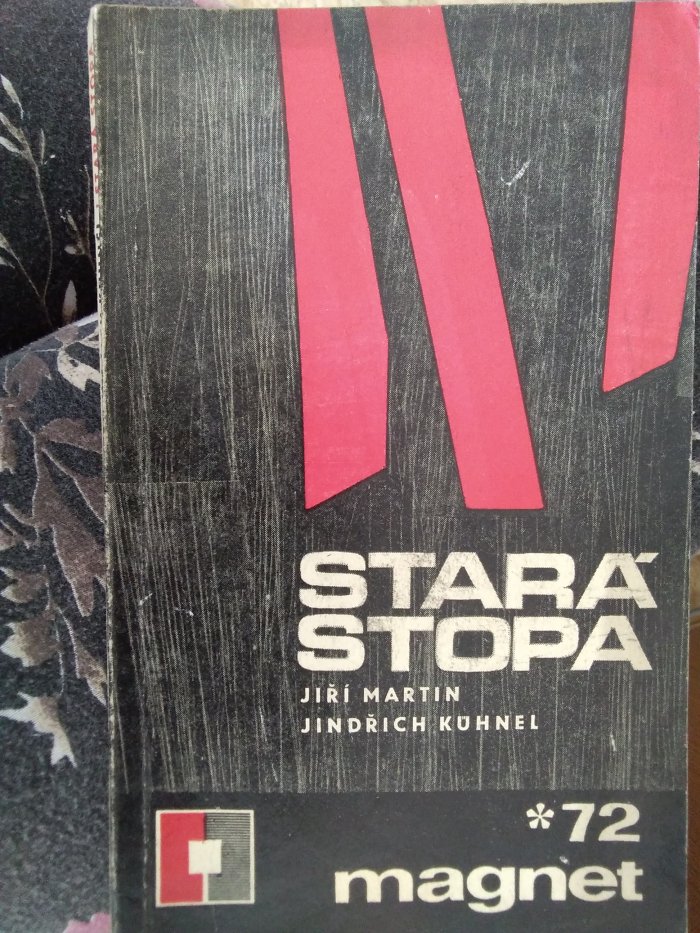 STARÁ
STOPA
JIŘÍ MARTIN
JINDŘICH KÜHNEL
*72
magnet